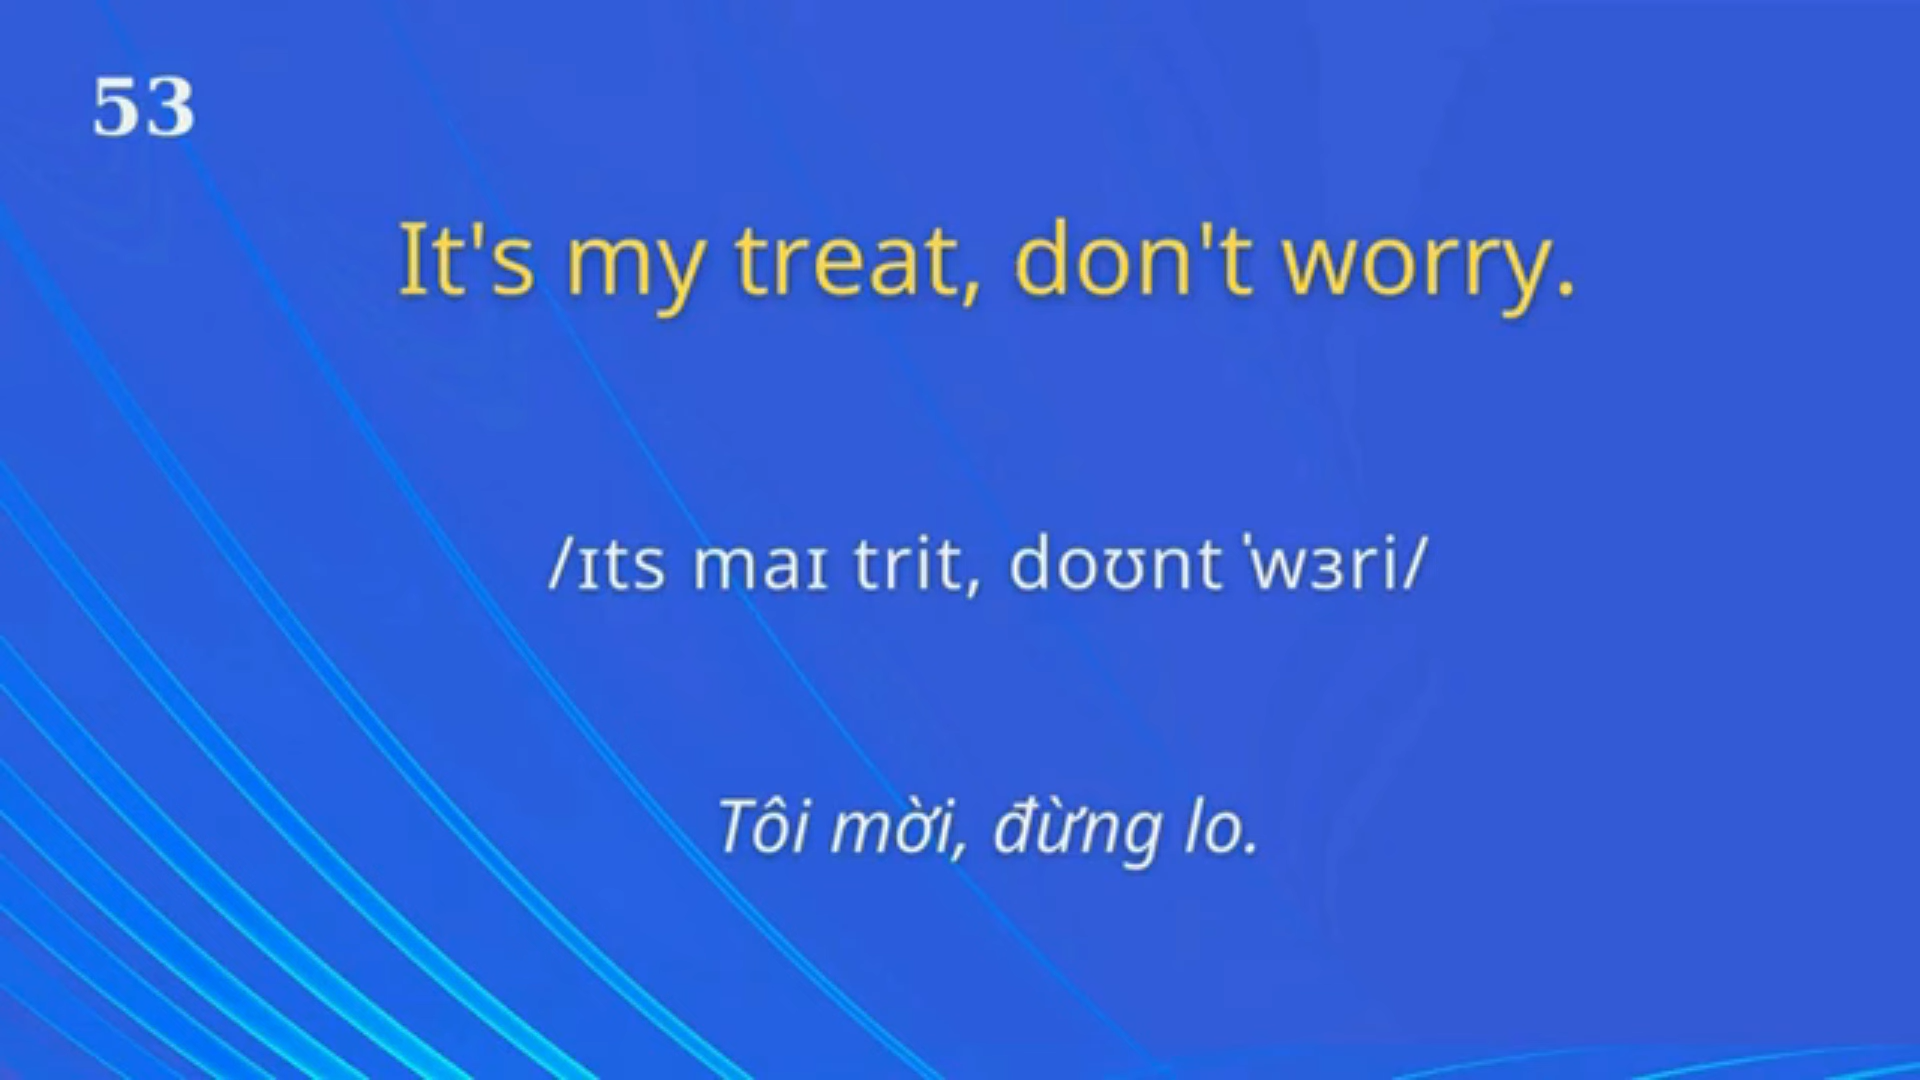 53
It's my treat, don't worry.
/ɪts maɪ trit, doʊnt ˈwɜri/
Tôi mời, đừng lo.